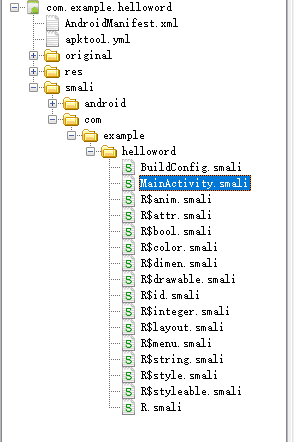 com.example.helloword
AndroidManifest.xml
apktool.yml
original
res
smali
android
com
example
helloword
BuildConfig.smali
MainActivity.smali
R$anim.smali
R$attr.smali
R$bool.smali
R$color.smali
R$dimen.smali
R$drawable.smali
R$id.smali
R$integer.smali
R$layout.smali
R$menu.smali
R$string.smali
R$style.smali
R$styleable.smali
R.smali